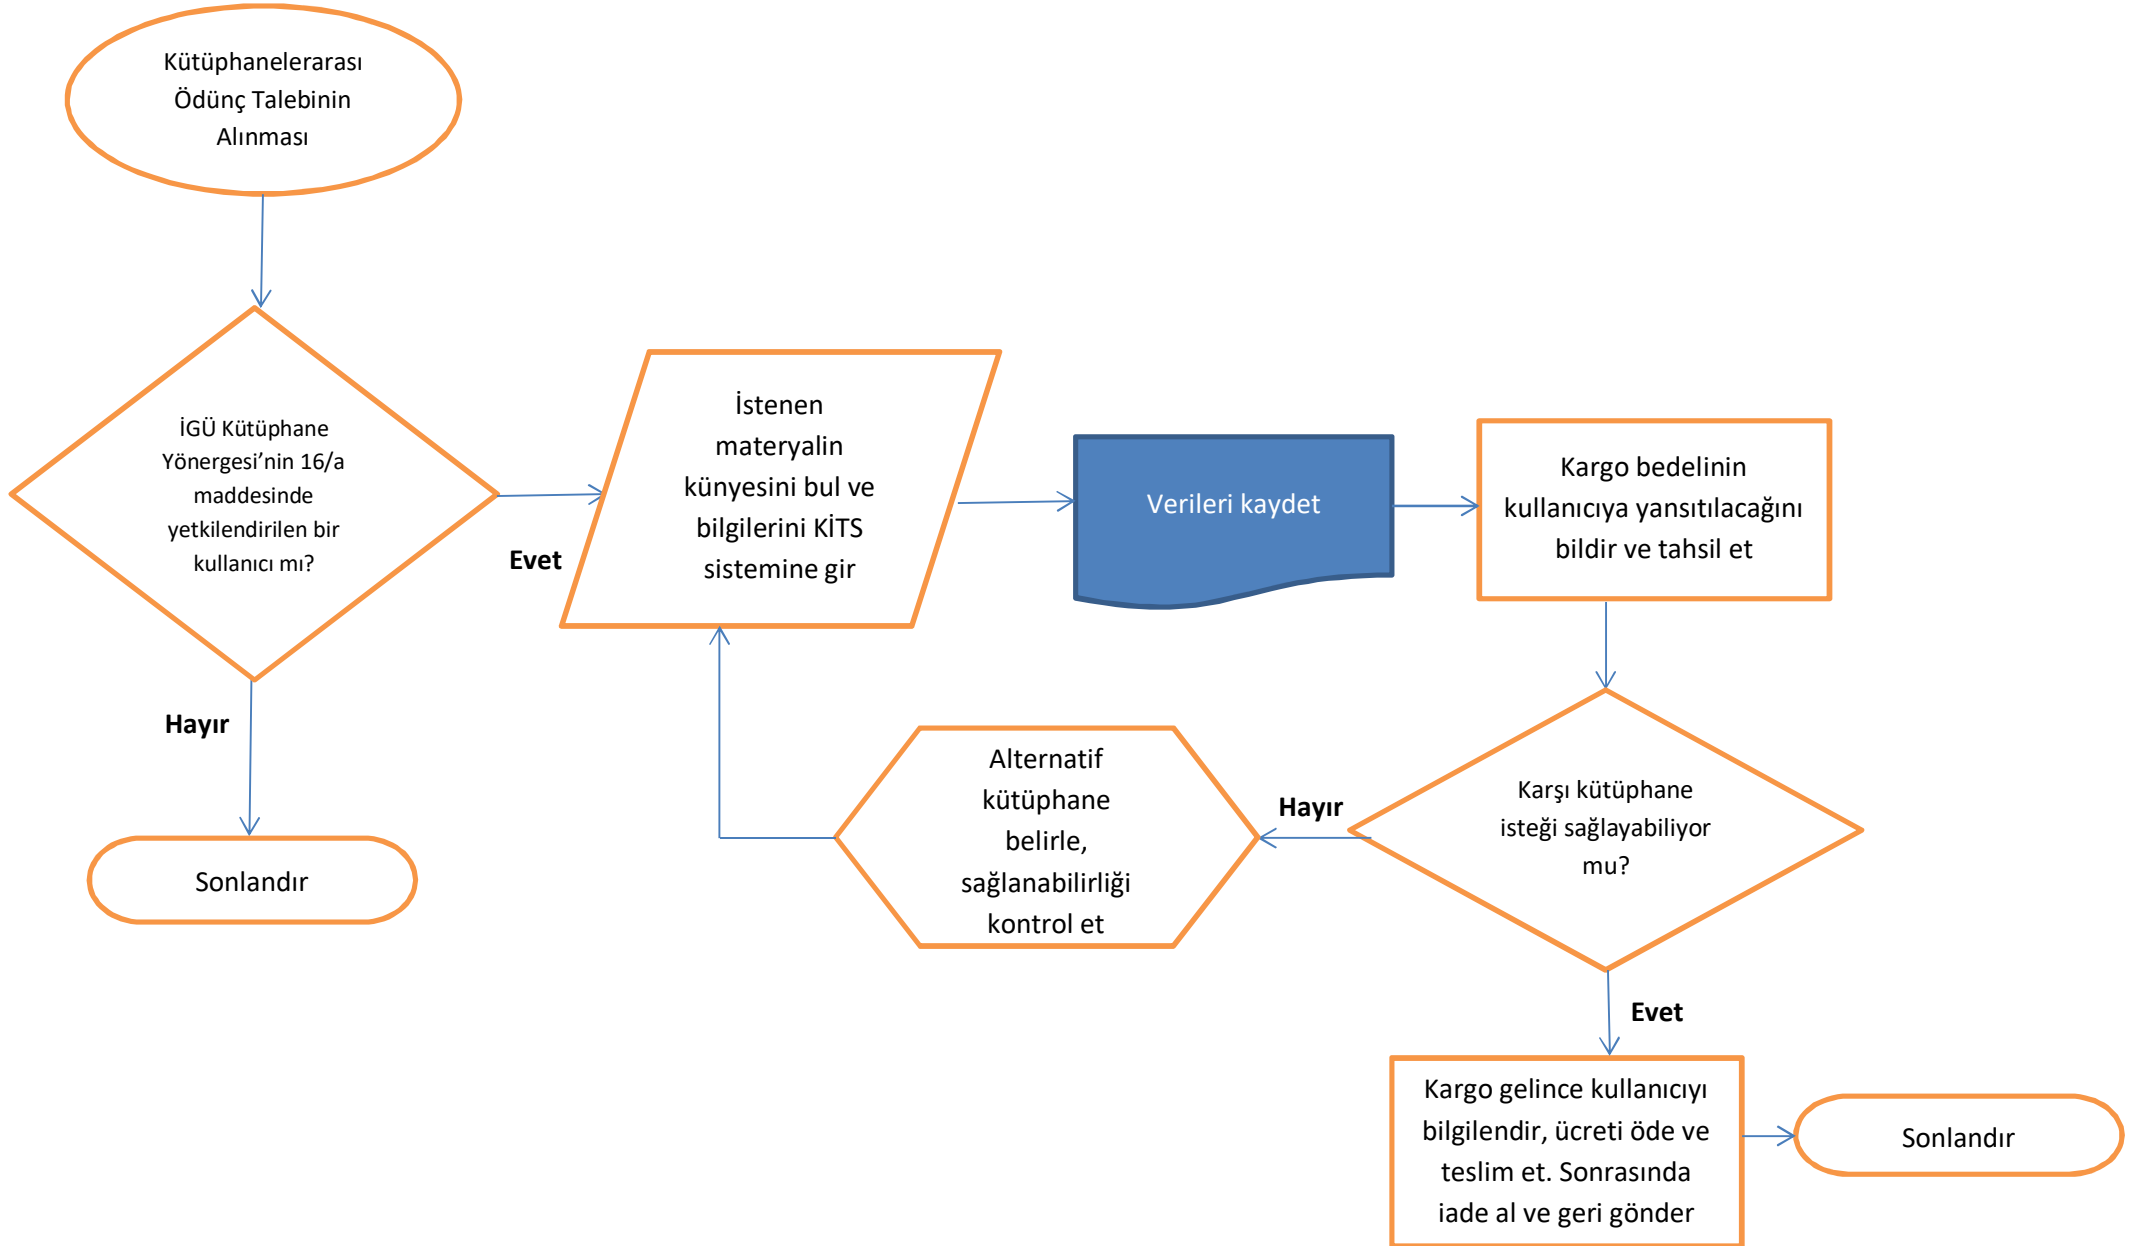 Kütüphanelerarası
Ödünç Talebinin
Alınması
İGÜ Kütüphane
Yönergesi’nin 16/a
maddesinde
yetkilendirilen bir
kullanıcı mı?
Evet
Hayır
Sonlandır
İstenen
materyalin
künyesini bul ve
bilgilerini KİTS
sistemine gir
Verileri kaydet
Kargo bedelinin
kullanıcıya yansıtılacağını
bildir ve tahsil et
Karşı kütüphane
isteği sağlayabiliyor
mu?
Hayır
Alternatif
kütüphane
belirle,
sağlanabilirliği
kontrol et
Evet
Kargo gelince kullanıcıyı
bilgilendir, ücreti öde ve
teslim et. Sonrasında
iade al ve geri gönder
Sonlandır